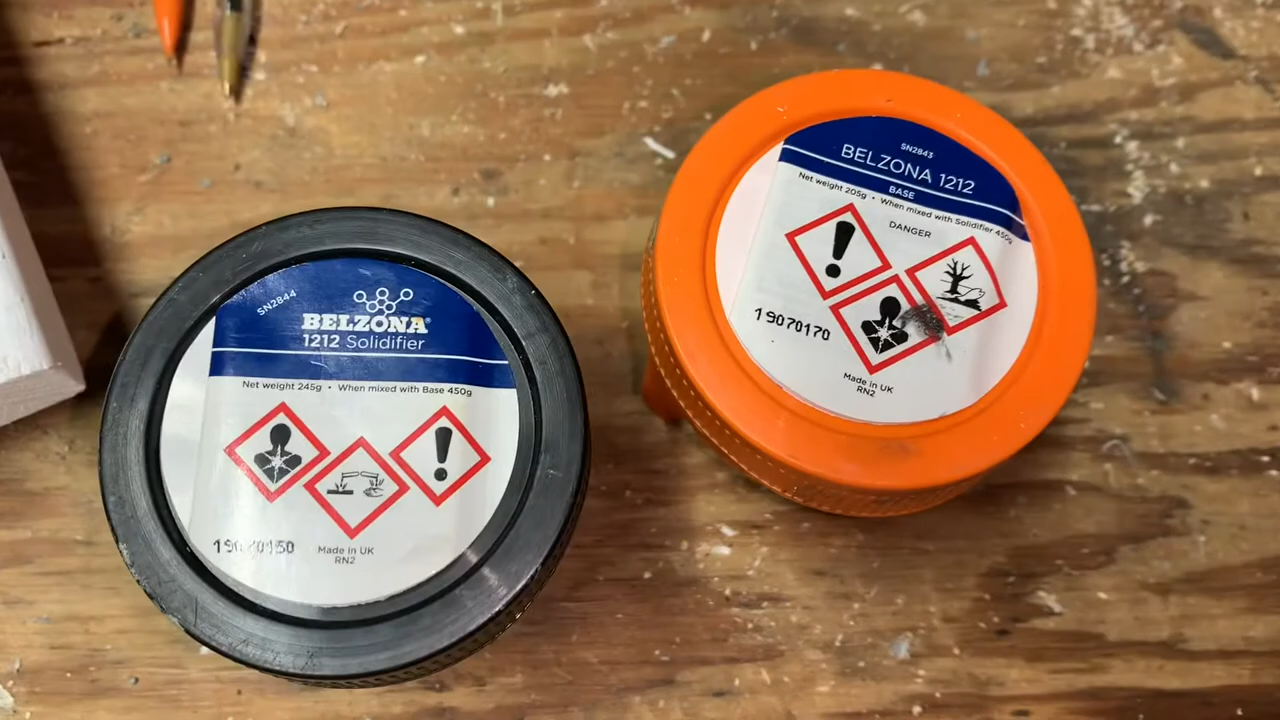 SN2844
BELZONA®
1212 Solidifier
Net weight 245g • When mixed with Base 450g
Made in UK
RN2
SN2843
BELZONA 1212
BASE
Net weight 205g • When mixed with Solidifier 450g
DANGER
19070170
Made in UK
RN2